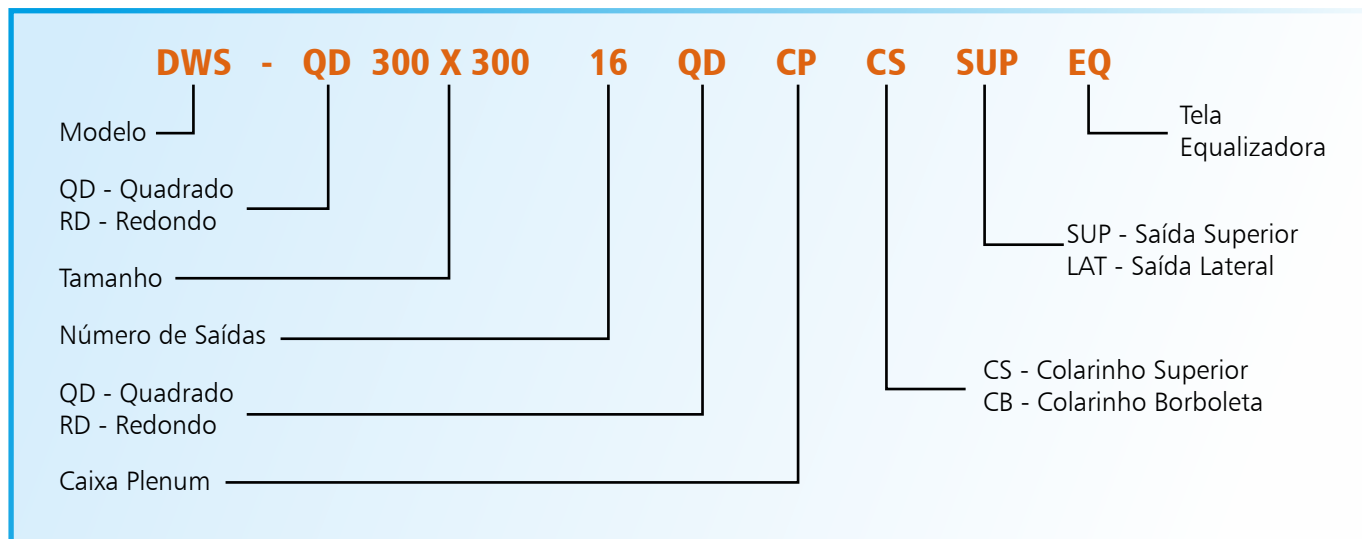 DWS - QD 300 X 300 16 QD CP CS SUP EQ
Modelo
QD - Quadrado
RD - Redondo
Tamanho
Número de Saídas
QD - Quadrado
RD - Redondo
Caixa Plenum
Tela
Equalizadora
SUP - Saída Superior
LAT - Saída Lateral
CS - Colarinho Superior
CB - Colarinho Borboleta